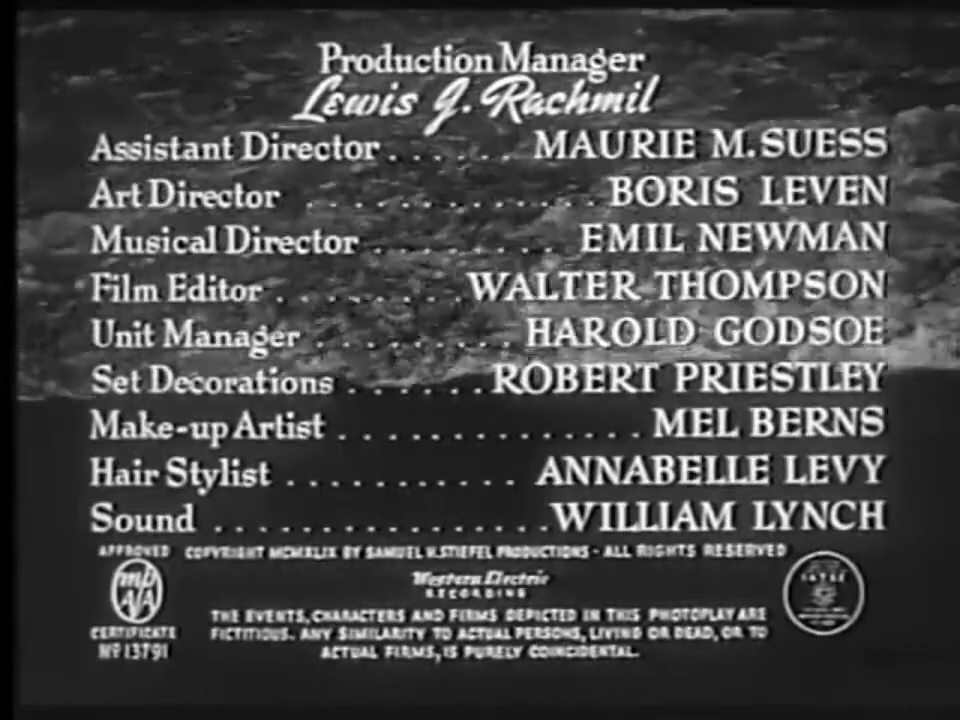 Production Manager
Lewis J. Rachmil
Assistant Director . . . . . . MAURIE M. SUESS
Art Director . . . . . . . . . . . . . BORIS LEVEN
Musical Director . . . . . . . . EMIL NEWMAN
Film Editor . . . . . . . . WALTER THOMPSON
Unit Manager . . . . . . . . . . HAROLD GODSOE
Set Decorations . . . . . . ROBERT PRIESTLEY
Make-up Artist . . . . . . . . . . . . . MEL BERNS
Hair Stylist . . . . . . . . . . . ANNABELLE LEVY
Sound . . . . . . . . . . . . . . . . WILLIAM LYNCH
APPROVED COPYRIGHT MCMXLIX BY SAMUEL H. STIEFEL PRODUCTIONS - ALL RIGHTS RESERVED
MPAA
Western Electric
RECORDING
IATSE
THE EVENTS, CHARACTERS AND FIRMS DEPICTED IN THIS PHOTOPLAY ARE
CERTIFICATE FICTITIOUS. ANY SIMILARITY TO ACTUAL PERSONS, LIVING OR DEAD, OR TO
Nº 13791 ACTUAL FIRMS, IS PURELY COINCIDENTAL.